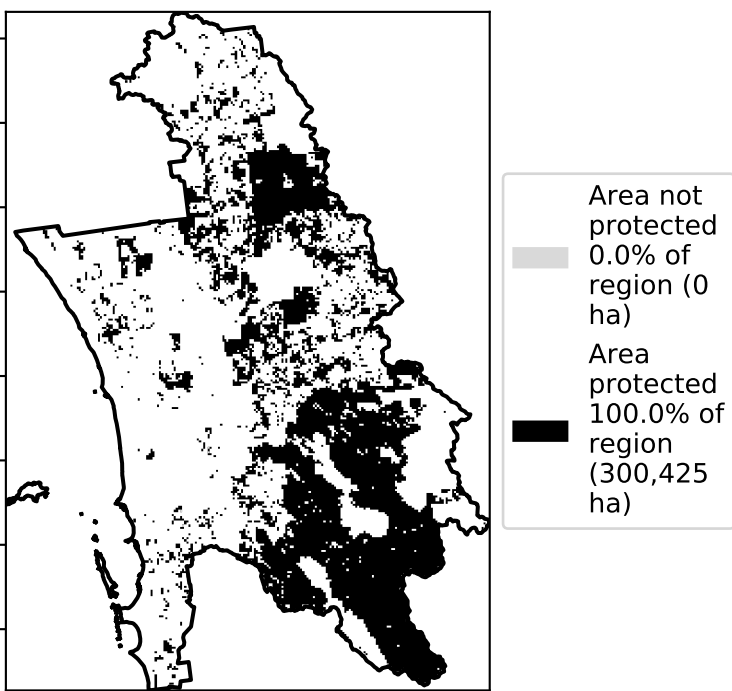 Area not
protected
0.0% of
region (0
ha)
Area
protected
100.0% of
region
(300,425
ha)